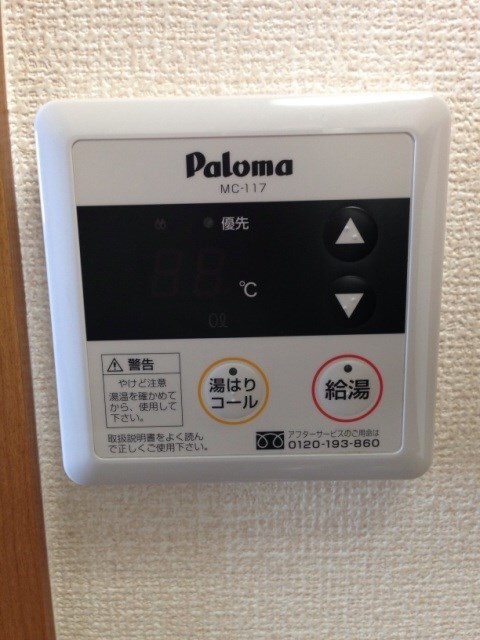 Paloma
MC-117
優先
88
℃
02
警告
やけど注意
湯温を確かめて
から、使用して
下さい。
取扱説明書をよく読ん
で正しくご使用下さい。
湯はり
コール
給湯
アフターサービスのご用命は
0120-193-860